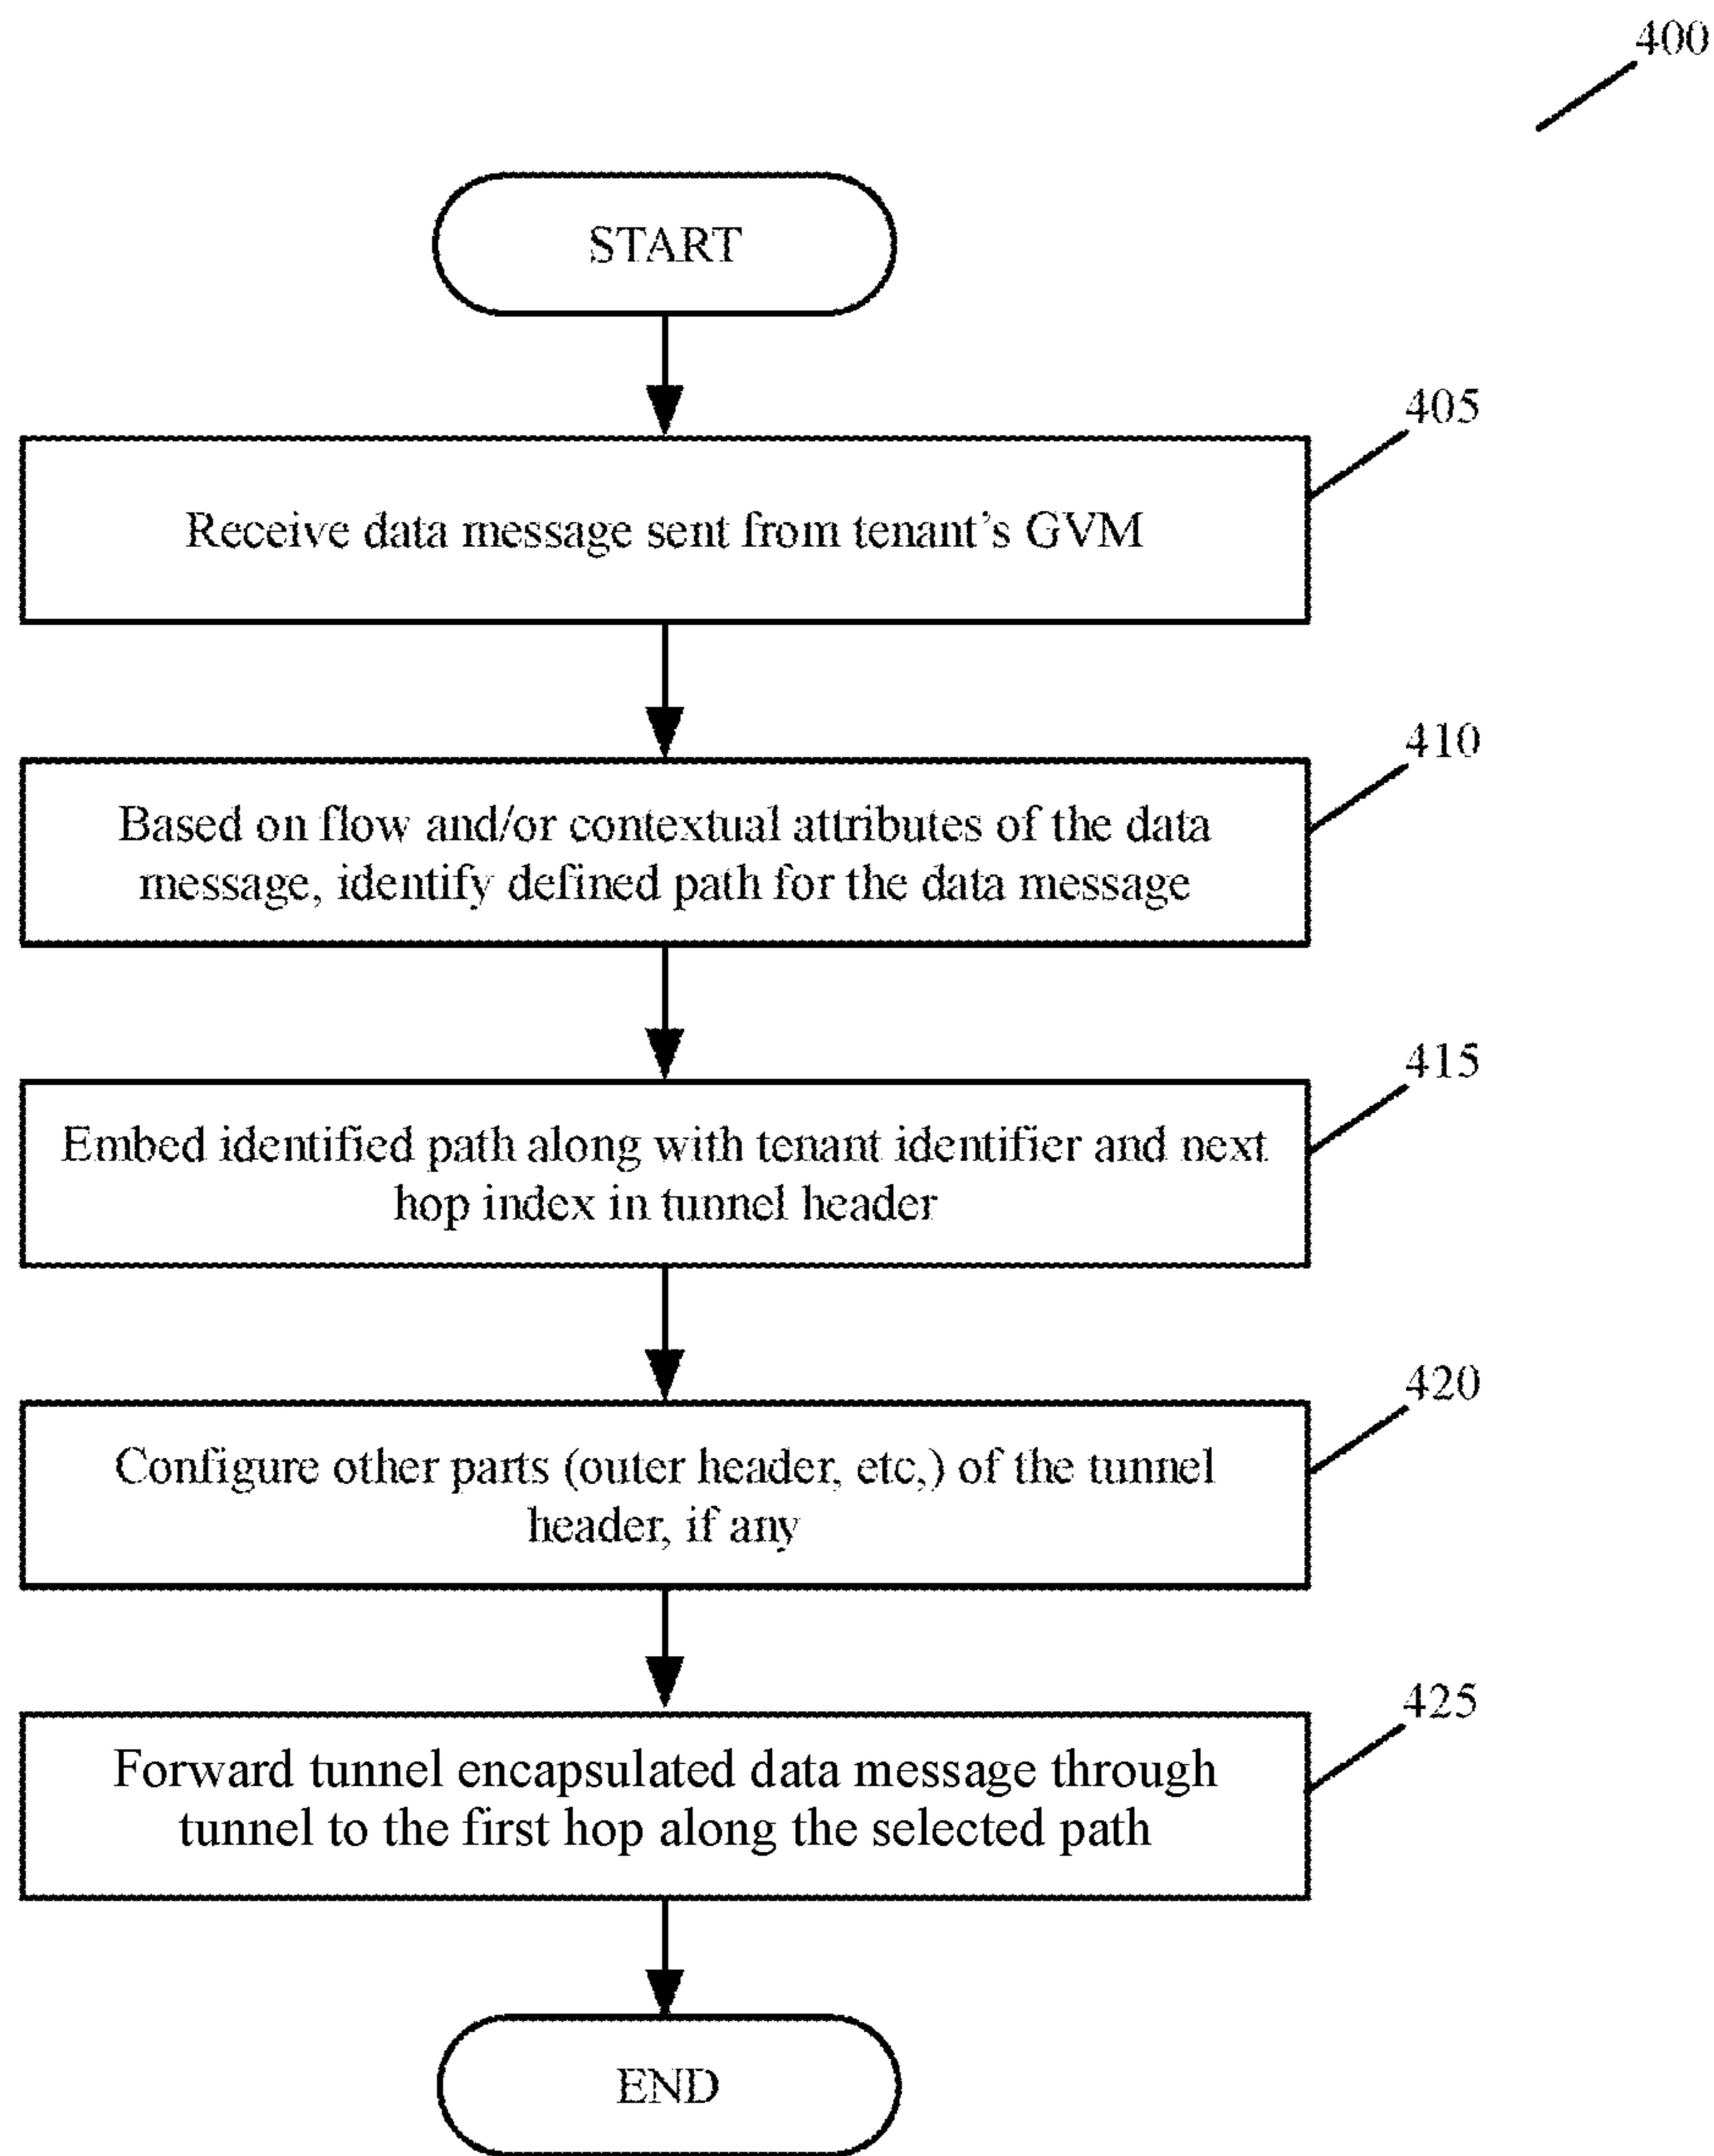 400
START
405
Receive data message sent from tenant's GVM
410
Based on flow and/or contextual attributes of the data
message, identify defined path for the data message
415
Embed identified path along with tenant identifier and next
hop index in tunnel header
420
Configure other parts (outer header, etc,) of the tunnel
header, if any
425
Forward tunnel encapsulated data message through
tunnel to the first hop along the selected path
END